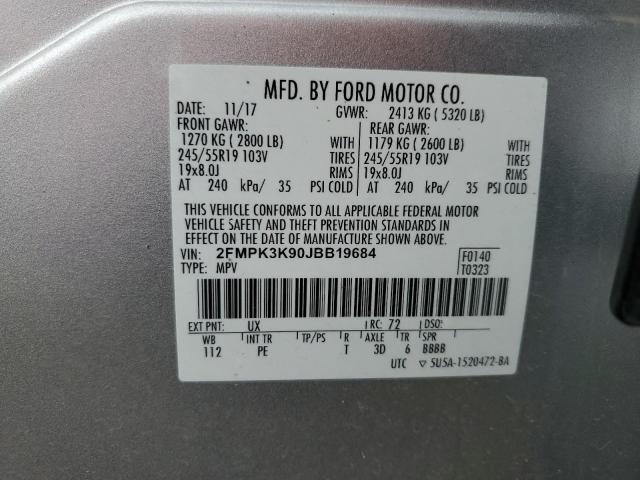 MFD. BY FORD MOTOR CO.
DATE: 11/17 GVWR: 2413 KG ( 5320 LB)
FRONT GAWR: REAR GAWR:
1270 KG ( 2800 LB) WITH 1179 KG ( 2600 LB) WITH
245/55R19 103V TIRES 245/55R19 103V TIRES
19x8.0J RIMS 19x8.0J RIMS
AT 240 kPa/ 35 PSI COLD AT 240 kPa/ 35 PSI COLD
THIS VEHICLE CONFORMS TO ALL APPLICABLE FEDERAL MOTOR
VEHICLE SAFETY AND THEFT PREVENTION STANDARDS IN
EFFECT ON THE DATE OF MANUFACTURE SHOWN ABOVE.
VIN: 2FMPK3K90JBB19684 F0140
TYPE: MPV T0323
EXT PNT: UX RC: 72 DSO:
WB INT TR TP/PS R AXLE TR SPR
112 PE T 3D 6 BBBB
UTC ▽ 5U5A-1520472-BA